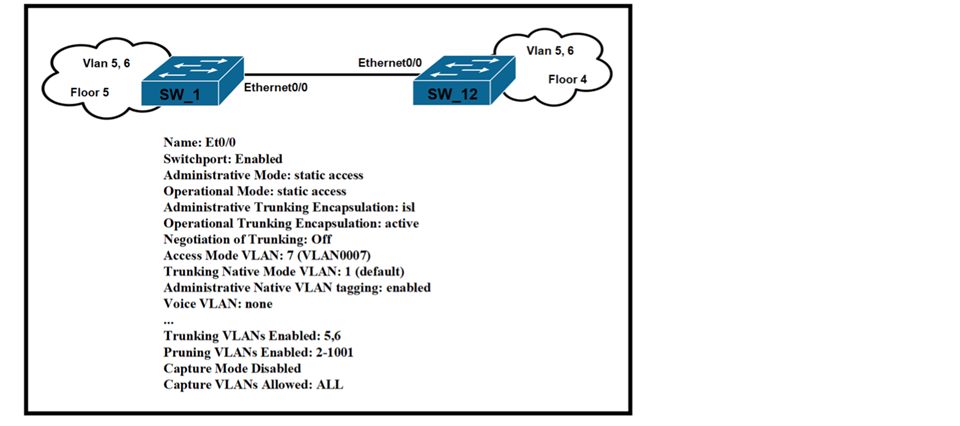 Vlan 5, 6
Floor 5
SW_1
Ethernet0/0
Ethernet0/0
SW_12
Vlan 5, 6
Floor 4
Name: Et0/0
Switchport: Enabled
Administrative Mode: static access
Operational Mode: static access
Administrative Trunking Encapsulation: isl
Operational Trunking Encapsulation: active
Negotiation of Trunking: Off
Access Mode VLAN: 7 (VLAN0007)
Trunking Native Mode VLAN: 1 (default)
Administrative Native VLAN tagging: enabled
Voice VLAN: none
...
Trunking VLANs Enabled: 5,6
Pruning VLANs Enabled: 2-1001
Capture Mode Disabled
Capture VLANs Allowed: ALL